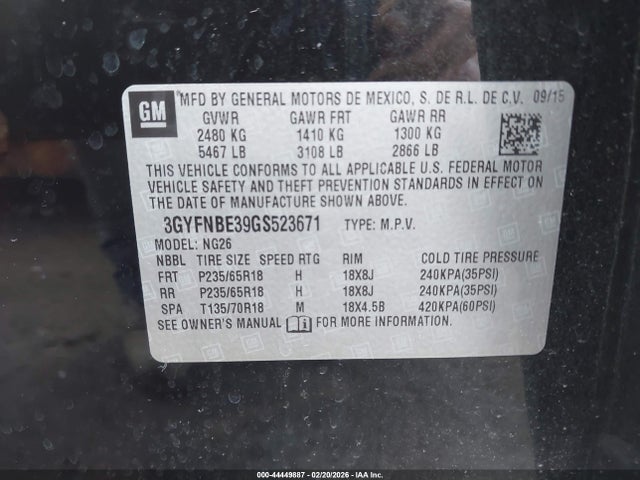 GM
*MFD BY GENERAL MOTORS DE MEXICO, S. DE R.L. DE C.V. 09/15
GVWR GAWR FRT GAWR RR
2480 KG 1410 KG 1300 KG
5467 LB 3108 LB 2866 LB
THIS VEHICLE CONFORMS TO ALL APPLICABLE U.S. FEDERAL MOTOR
VEHICLE SAFETY AND THEFT PREVENTION STANDARDS IN EFFECT ON
THE DATE OF MANUFACTURE SHOWN ABOVE.
3GYFNBE39GS523671 TYPE: M.P.V.
MODEL: NG26
NBBL TIRE SIZE SPEED RTG RIM COLD TIRE PRESSURE
FRT P235/65R18 H 18X8J 240KPA(35PSI)
RR P235/65R18 H 18X8J 240KPA(35PSI)
SPA T135/70R18 M 18X4.5B 420KPA(60PSI)
SEE OWNER'S MANUAL FOR MORE INFORMATION
000-44449887 - 02/20/2026 - IAA Inc.